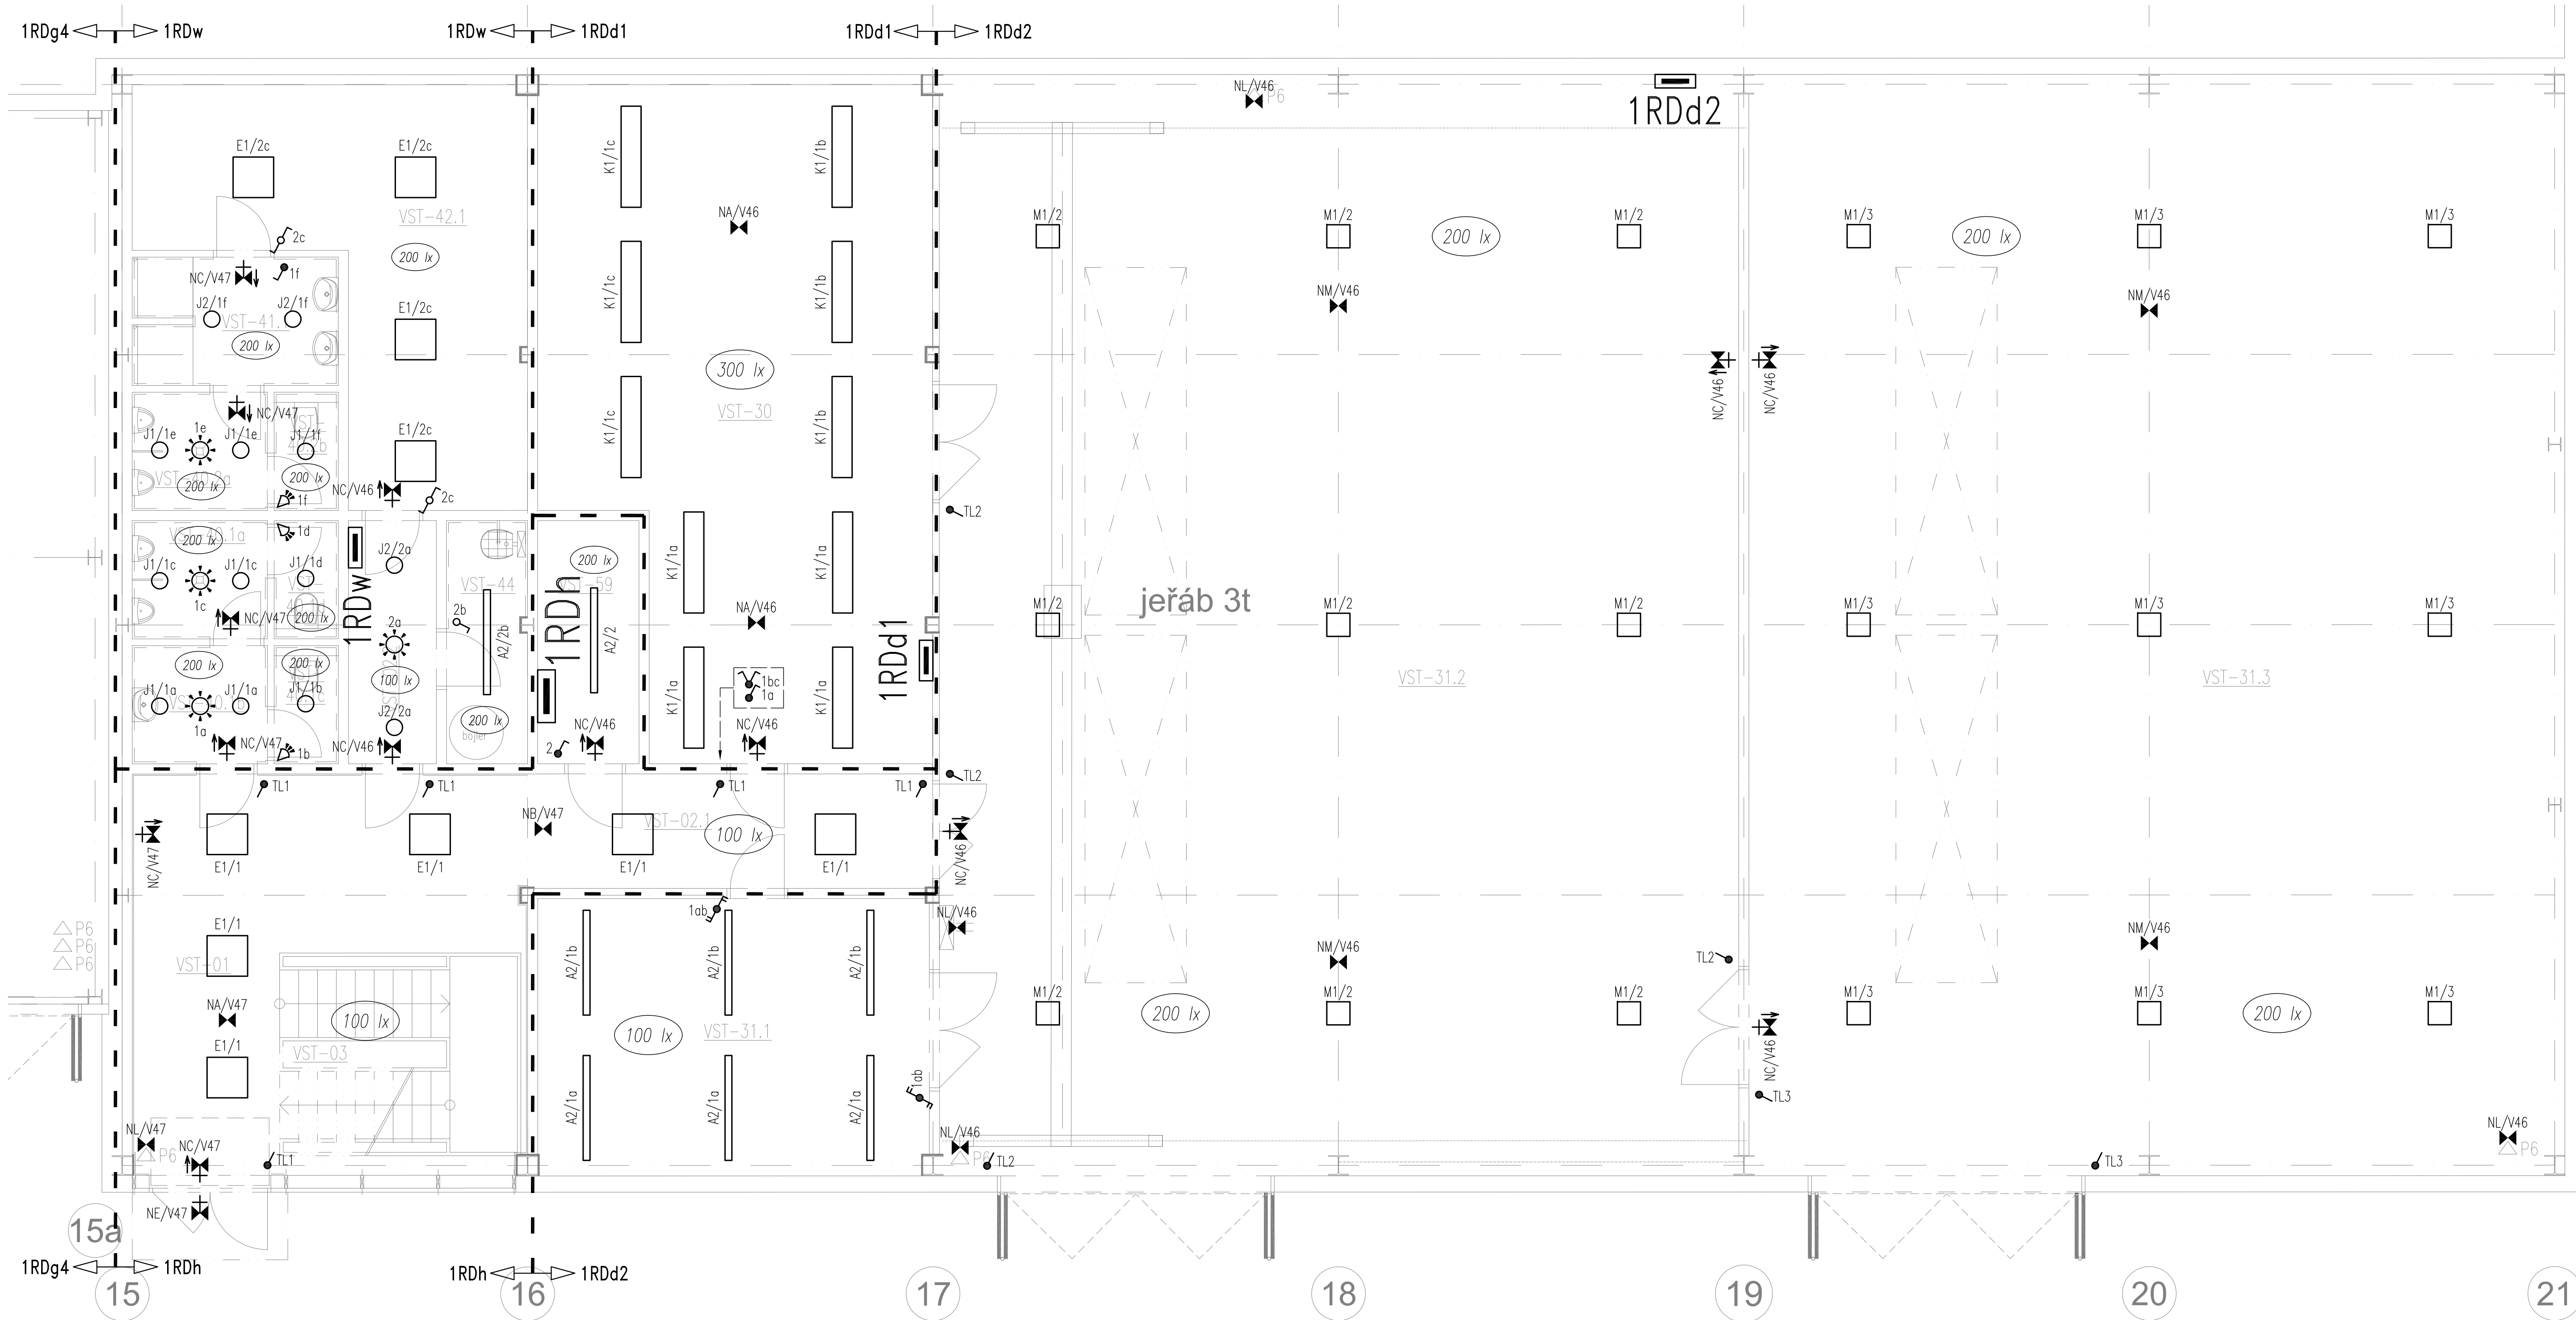 1RDg4 1RDw 1RDw 1RDd1 1RDd1 1RDd2
NL/V46 P6 1RDd2
E1/2c E1/2c K1/1c K1/1b
VST-42.1 NA/V46 M1/2 M1/2 200 lx M1/2 M1/3 200 lx M1/3 M1/3
2c
200 lx
NC/V47 1f
J2/1f J2/1f E1/2c K1/1c K1/1b NM/V46 NM/V46
VST-41.
200 lx
300 lx
NC/V46 NC/V46
VST-30
NC/V47
K1/1c K1/1b
J1/1e 1e J1/1e J1/1f E1/2c
200 lx 200 lx
NC/V46 2c
1f
TL2
1d
200 lx
J2/2a 200 lx
J1/1c J1/1c J1/1d VST-44 VST-59 K1/1a K1/1a
1c
1RDw 2b A2/2b 1RDh A2/2 jeřáb 3t
NC/V47 200 lx NA/V46 M1/2 M1/2 M1/2 M1/3 M1/3 M1/3
2a
1RDd1
200 lx 200 lx 100 lx
VST-31.2 VST-31.3
J1/1a J1/1a J1/1b 1bc
1a
K1/1a K1/1a
1a J2/2a 200 lx
bojler
NC/V47 1b NC/V46 2 NC/V46 NC/V46
TL1 TL1 TL1 TL1 TL2
NB/V47 VST-02.1 100 lx
NC/V47 NC/V46
E1/1 E1/1 E1/1 E1/1
E1/1 1ab NL/V46
P6
P6
P6
VST-01
A2/1b A2/1b A2/1b NM/V46 NM/V46
TL2
M1/2 M1/2 M1/2 M1/3 M1/3 M1/3
NA/V47 100 lx 100 lx VST-31.1 200 lx 200 lx
E1/1 VST-03 NC/V46
1ab
A2/1a A2/1a A2/1a TL3
NL/V47 NL/V46 NL/V46
P6 NC/V47 P6 P6
TL1 TL2 TL3
NE/V47
15a
1RDg4 1RDh 1RDh 1RDd2
15 16 17 18 19 20 21